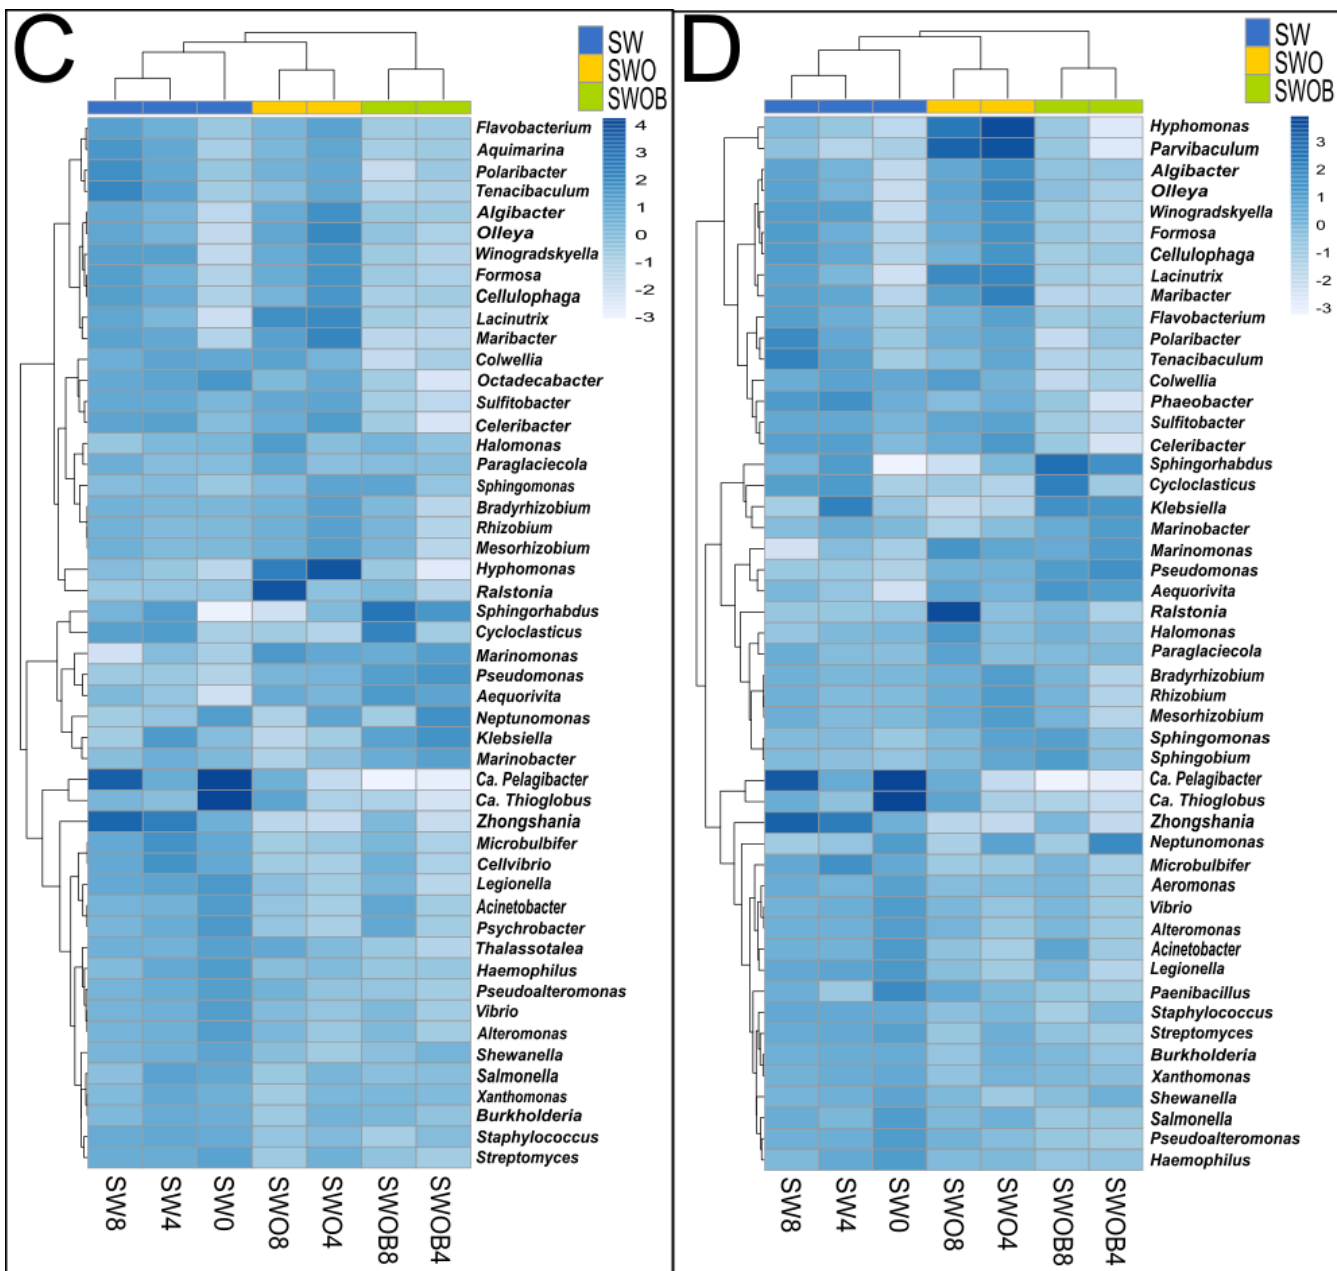 C
SW
SWO
SWOB
4
3
2
1
0
-1
-2
-3
Flavobacterium
Aquimarina
Polaribacter
Tenacibaculum
Algibacter
Olleya
Winogradskyella
Formosa
Cellulophaga
Lacinutrix
Maribacter
Colwellia
Octadecabacter
Sulfitobacter
Celeribacter
Halomonas
Paraglaciecola
Sphingomonas
Bradyrhizobium
Rhizobium
Mesorhizobium
Hyphomonas
Ralstonia
Sphingorhabdus
Cycloclasticus
Marinomonas
Pseudomonas
Aequorivita
Neptunomonas
Klebsiella
Marinobacter
Ca. Pelagibacter
Ca. Thioglobus
Zhongshania
Microbulbifer
Cellvibrio
Legionella
Acinetobacter
Psychrobacter
Thalassotalea
Haemophilus
Pseudoalteromonas
Vibrio
Alteromonas
Shewanella
Salmonella
Xanthomonas
Burkholderia
Staphylococcus
Streptomyces
SW8
SW4
SW0
SWO8
SWO4
SWOB8
SWOB4
D
SW
SWO
SWOB
3
2
1
0
-1
-2
-3
Hyphomonas
Parvibaculum
Algibacter
Olleya
Winogradskyella
Formosa
Cellulophaga
Lacinutrix
Maribacter
Flavobacterium
Polaribacter
Tenacibaculum
Colwellia
Phaeobacter
Sulfitobacter
Celeribacter
Sphingorhabdus
Cycloclasticus
Klebsiella
Marinobacter
Marinomonas
Pseudomonas
Aequorivita
Ralstonia
Halomonas
Paraglaciecola
Bradyrhizobium
Rhizobium
Mesorhizobium
Sphingomonas
Sphingobium
Ca. Pelagibacter
Ca. Thioglobus
Zhongshania
Neptunomonas
Microbulbifer
Aeromonas
Vibrio
Alteromonas
Acinetobacter
Legionella
Paenibacillus
Staphylococcus
Streptomyces
Burkholderia
Xanthomonas
Shewanella
Salmonella
Pseudoalteromonas
Haemophilus
SW8
SW4
SW0
SWO8
SWO4
SWOB8
SWOB4